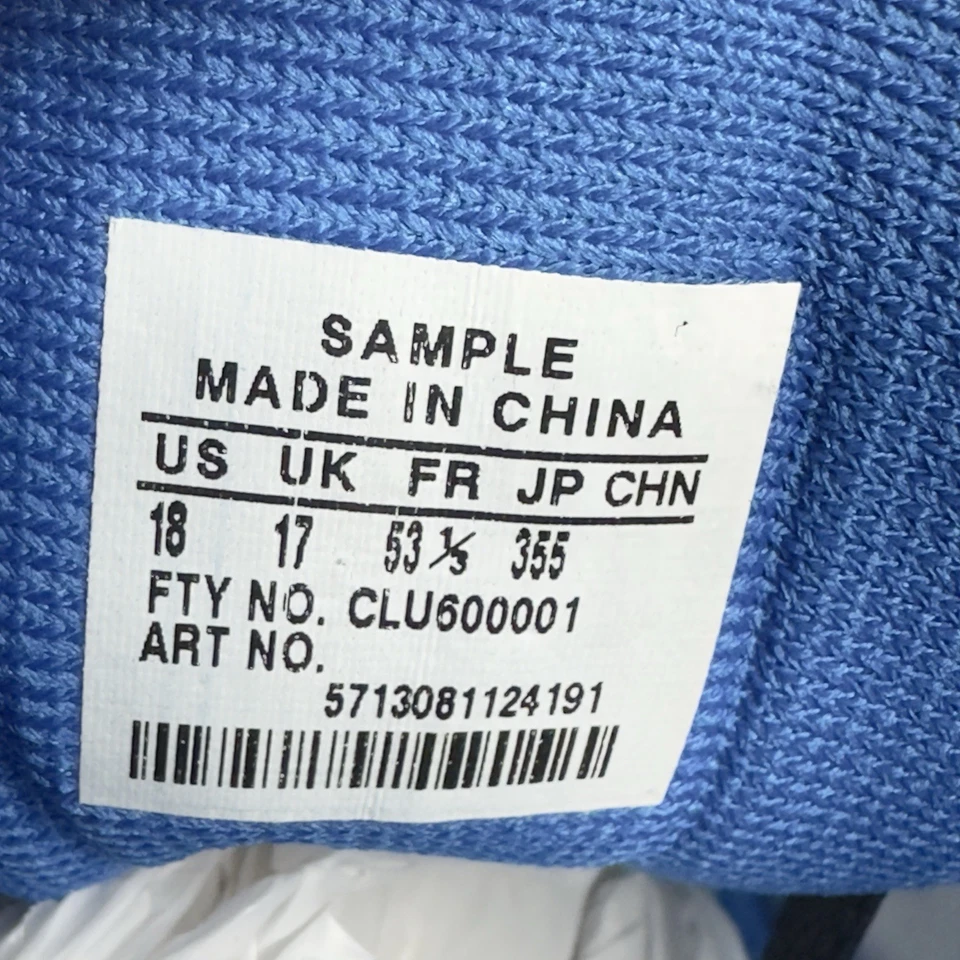 SAMPLE
MADE IN CHINA
US UK FR JP CHN
18 17 53 ⅓ 355
FTY NO. CLU600001
ART NO.
5713081124191